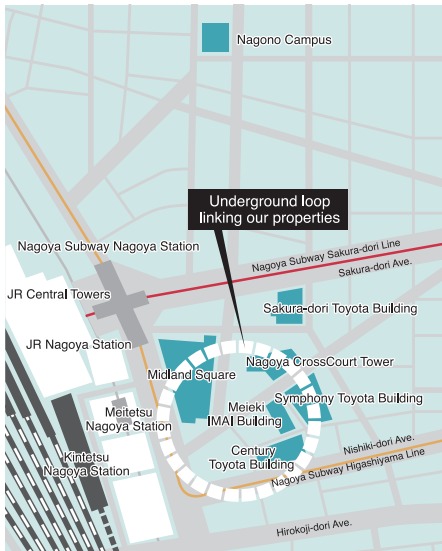 Nagono Campus
Underground loop
linking our properties
Nagoya Subway Nagoya Station
Nagoya Subway Sakura-dori Line
Sakura-dori Ave.
JR Central Towers
Sakura-dori Toyota Building
JR Nagoya Station
Nagoya CrossCourt Tower
Midland Square
Symphony Toyota Building
Meitetsu
Nagoya Station
Meieki
IMAI Building
Nishiki-dori Ave.
Century
Toyota Building
Kintetsu
Nagoya Station
Nagoya Subway Higashiyama Line
Hirokoji-dori Ave.